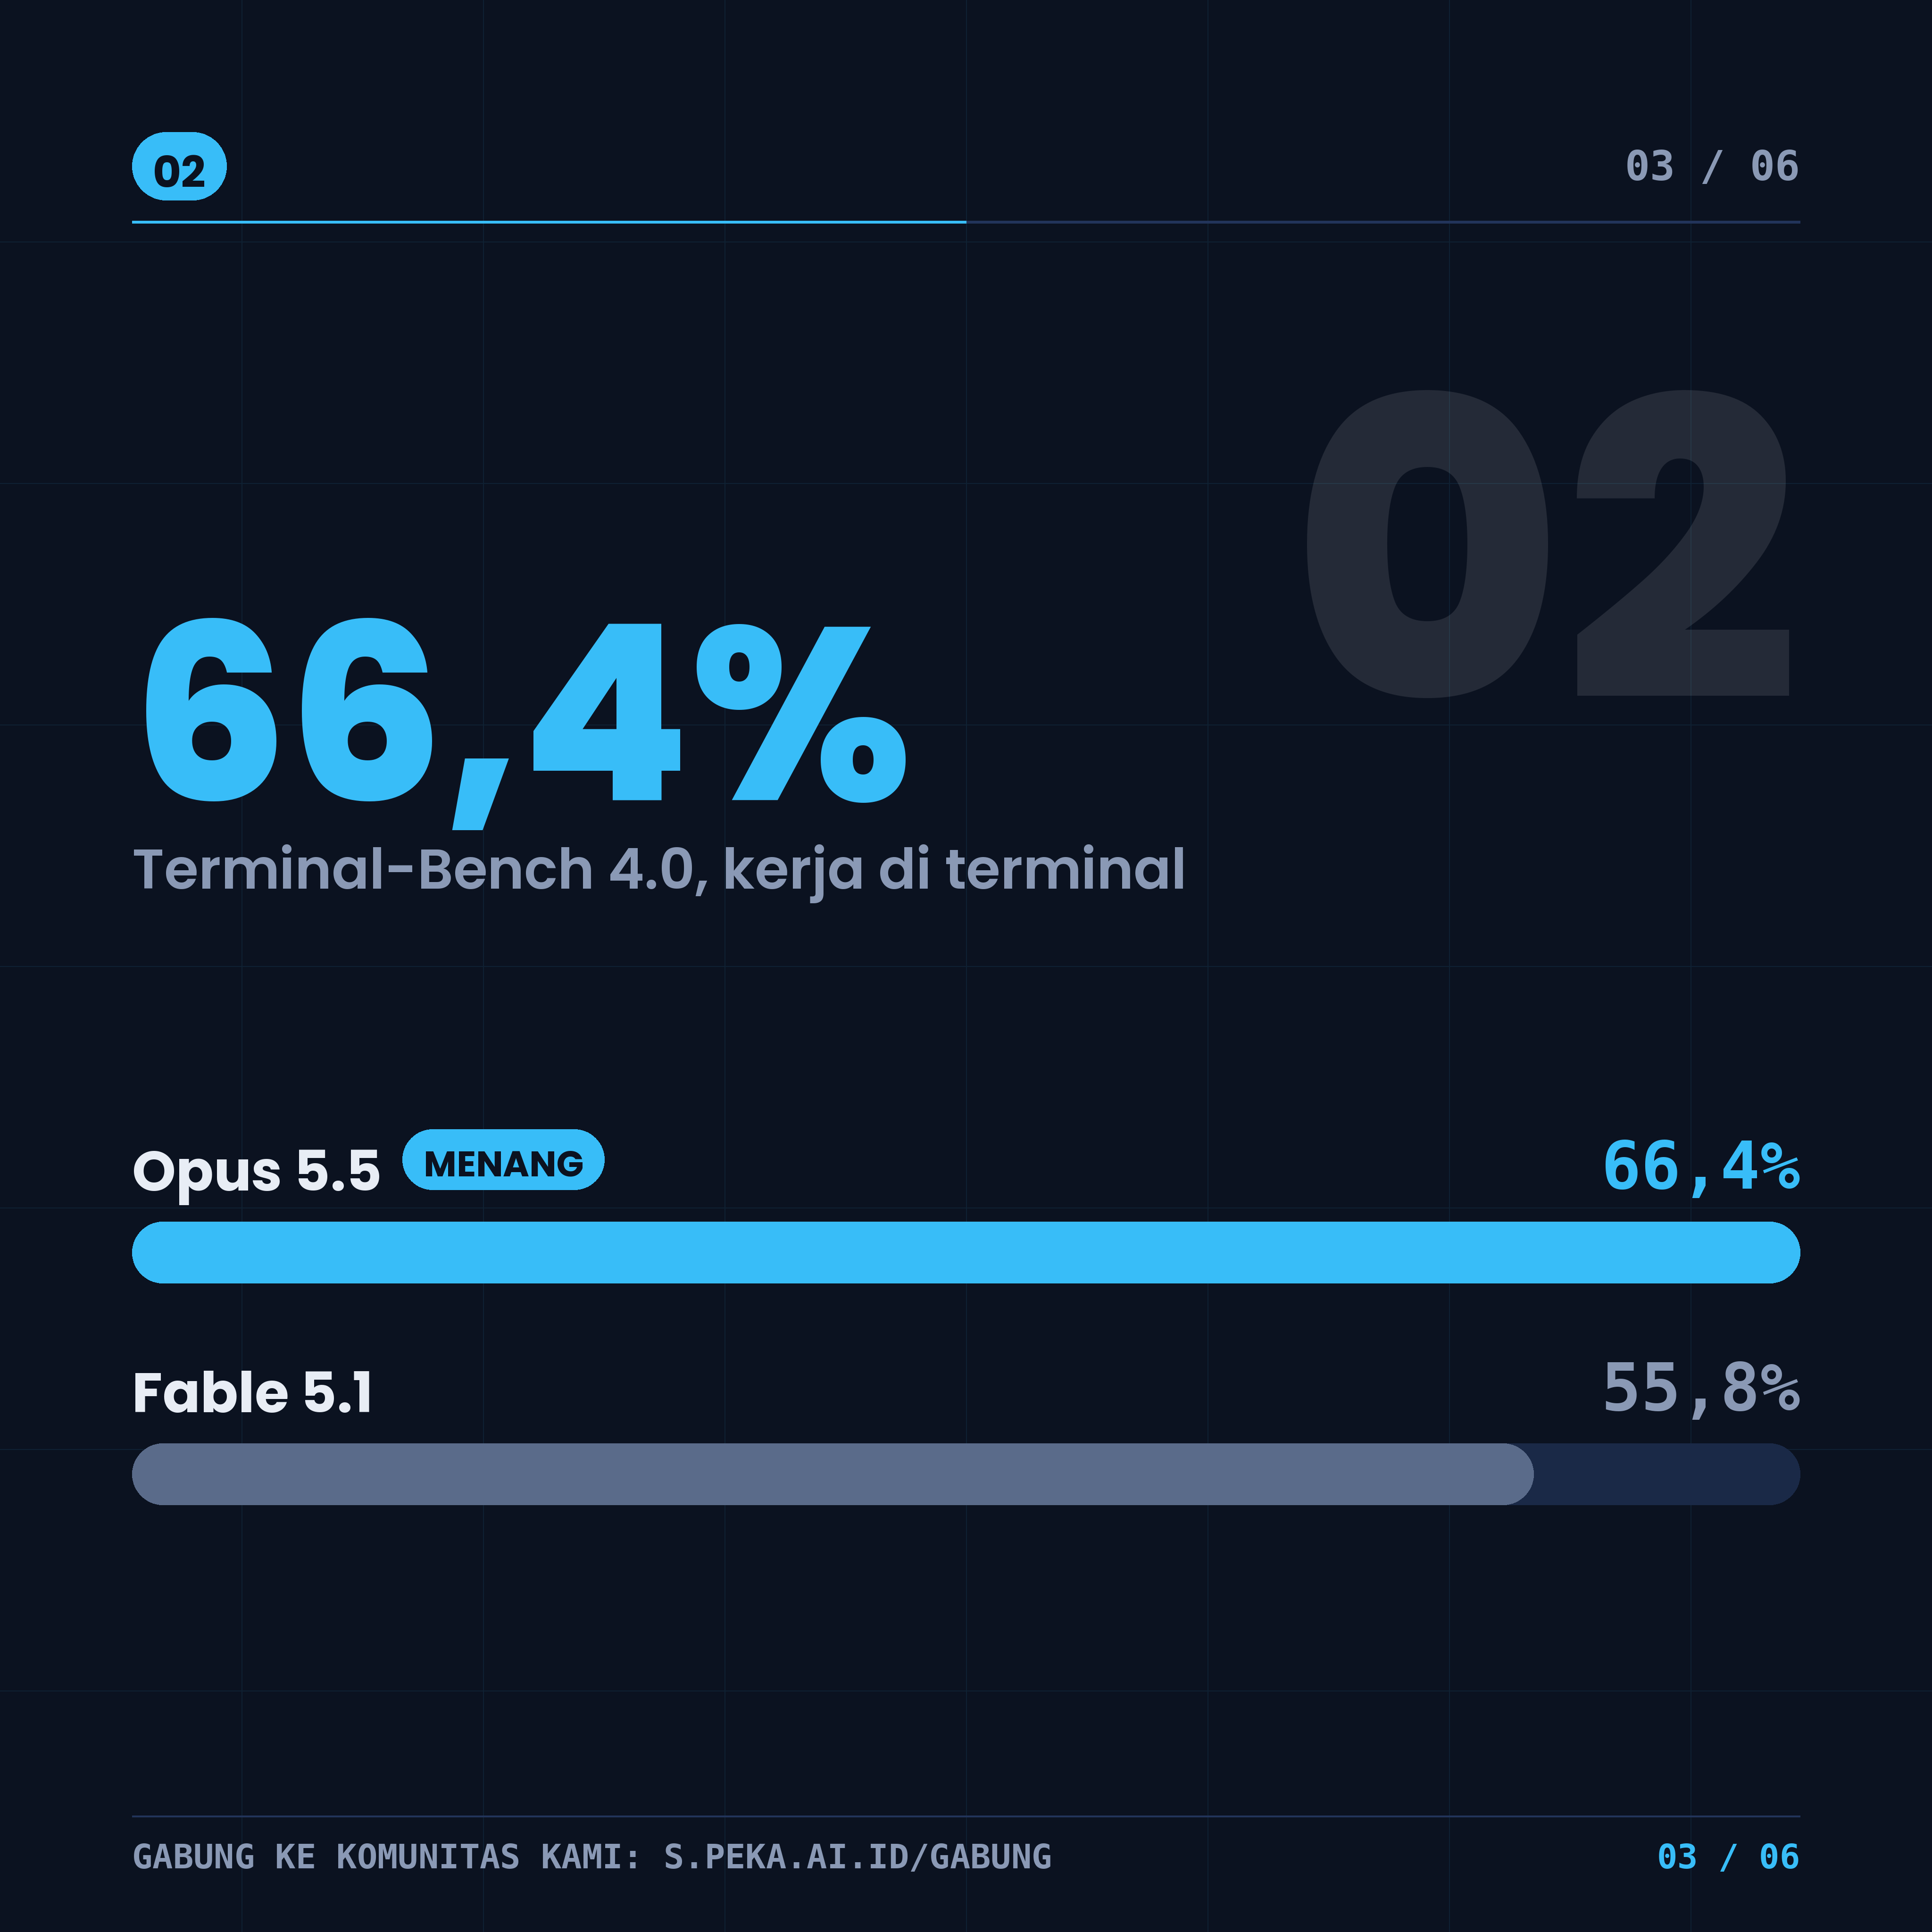 02
03 / 06
02
66,4%
Terminal-Bench 4.0, kerja di terminal
Opus 5.5 MENANG 66,4%
Fable 5.1 55,8%
GABUNG KE KOMUNITAS KAMI: S.PEKA.AI.ID/GABUNG
03 / 06